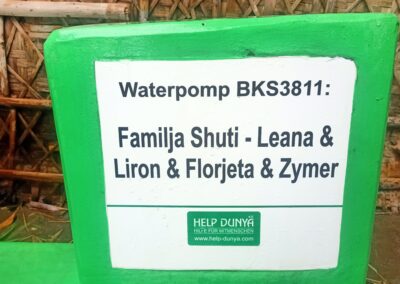 Waterpomp BKS3811:
Familja Shuti - Leana &
Liron & Florjeta & Zymer
HELP DUNYA
HILFE FÜR MITMENSCHEN
www.help-dunya.com